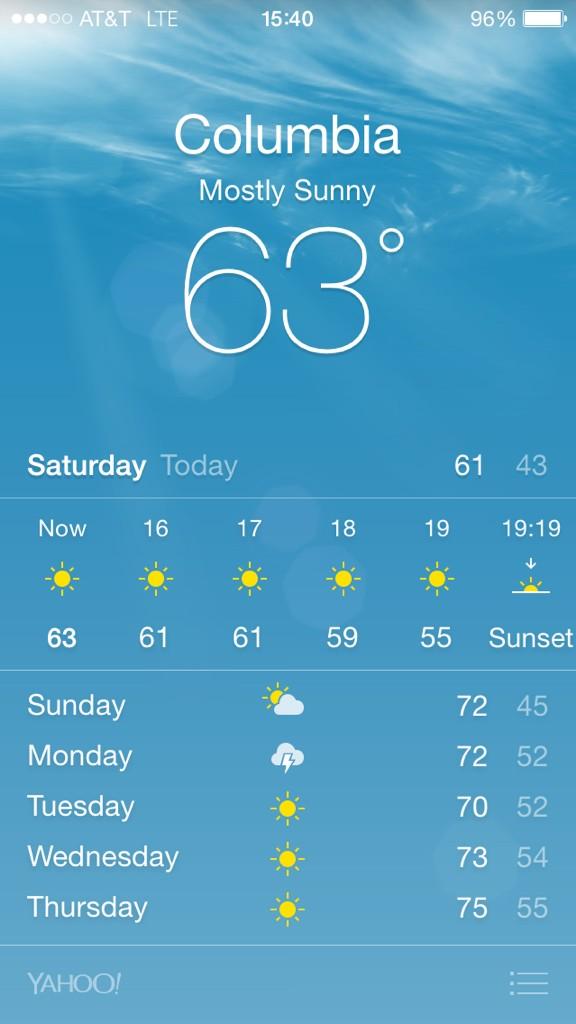 AT&T LTE 15:40 96%
Columbia
Mostly Sunny
63°
Saturday Today 61 43
Now 16 17 18 19 19:19
63 61 61 59 55 Sunset
Sunday 72 45
Monday 72 52
Tuesday 70 52
Wednesday 73 54
Thursday 75 55
YAHOO!